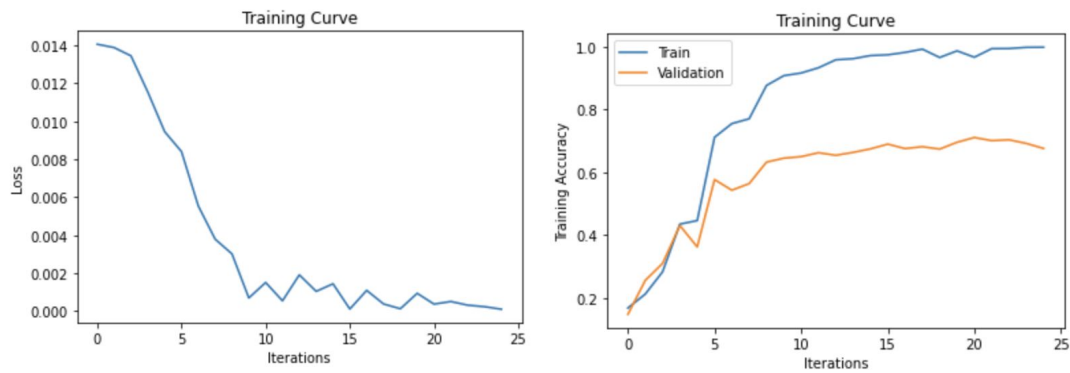 Training Curve
0.014
0.012
0.010
0.008
0.006
0.004
0.002
0.000
Loss
0 5 10 15 20 25
Iterations
Training Curve
Train
Validation
1.0
0.8
0.6
0.4
0.2
Training Accuracy
0 5 10 15 20 25
Iterations